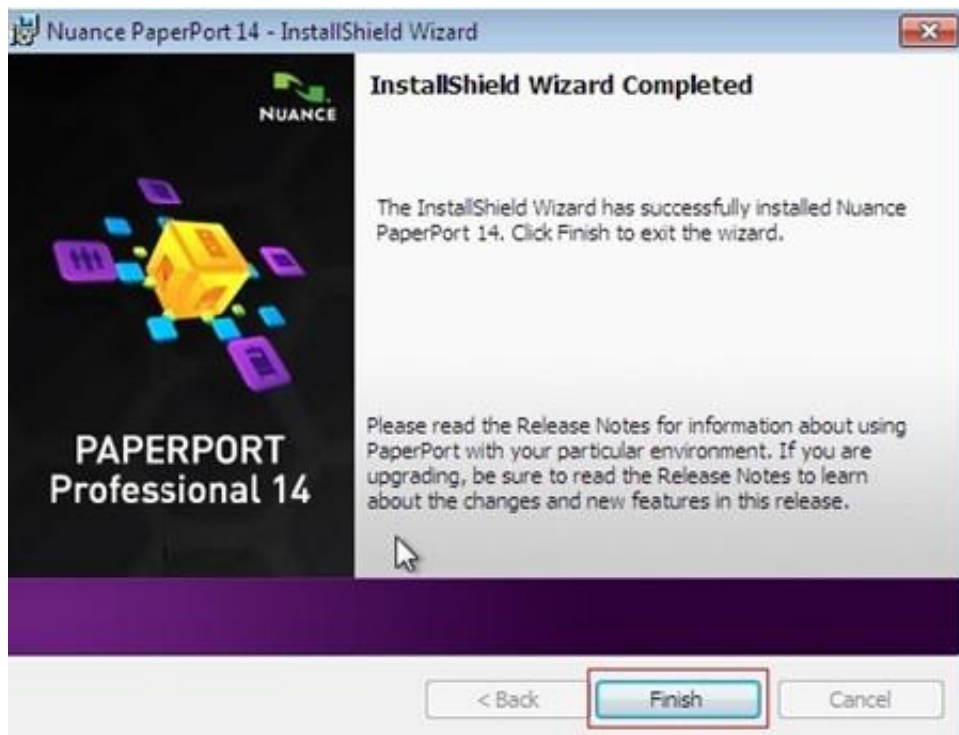 Nuance PaperPort 14 - InstallShield Wizard
NUANCE
InstallShield Wizard Completed
The InstallShield Wizard has successfully installed Nuance
PaperPort 14. Click Finish to exit the wizard.
PAPERPORT
Professional 14
Please read the Release Notes for information about using
PaperPort with your particular environment. If you are
upgrading, be sure to read the Release Notes to learn
about the changes and new features in this release.
< Back
Finish
Cancel